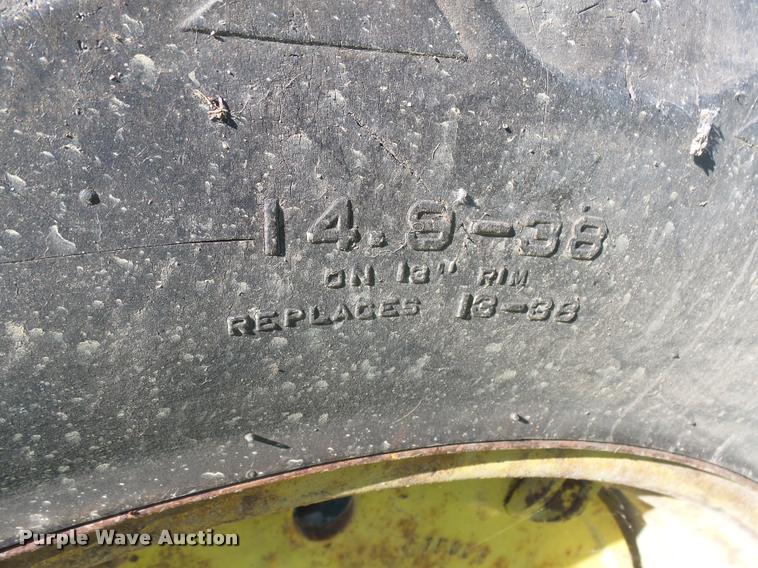 14.9-38
ON 13" RIM
REPLACES 13-38
Purple Wave Auction